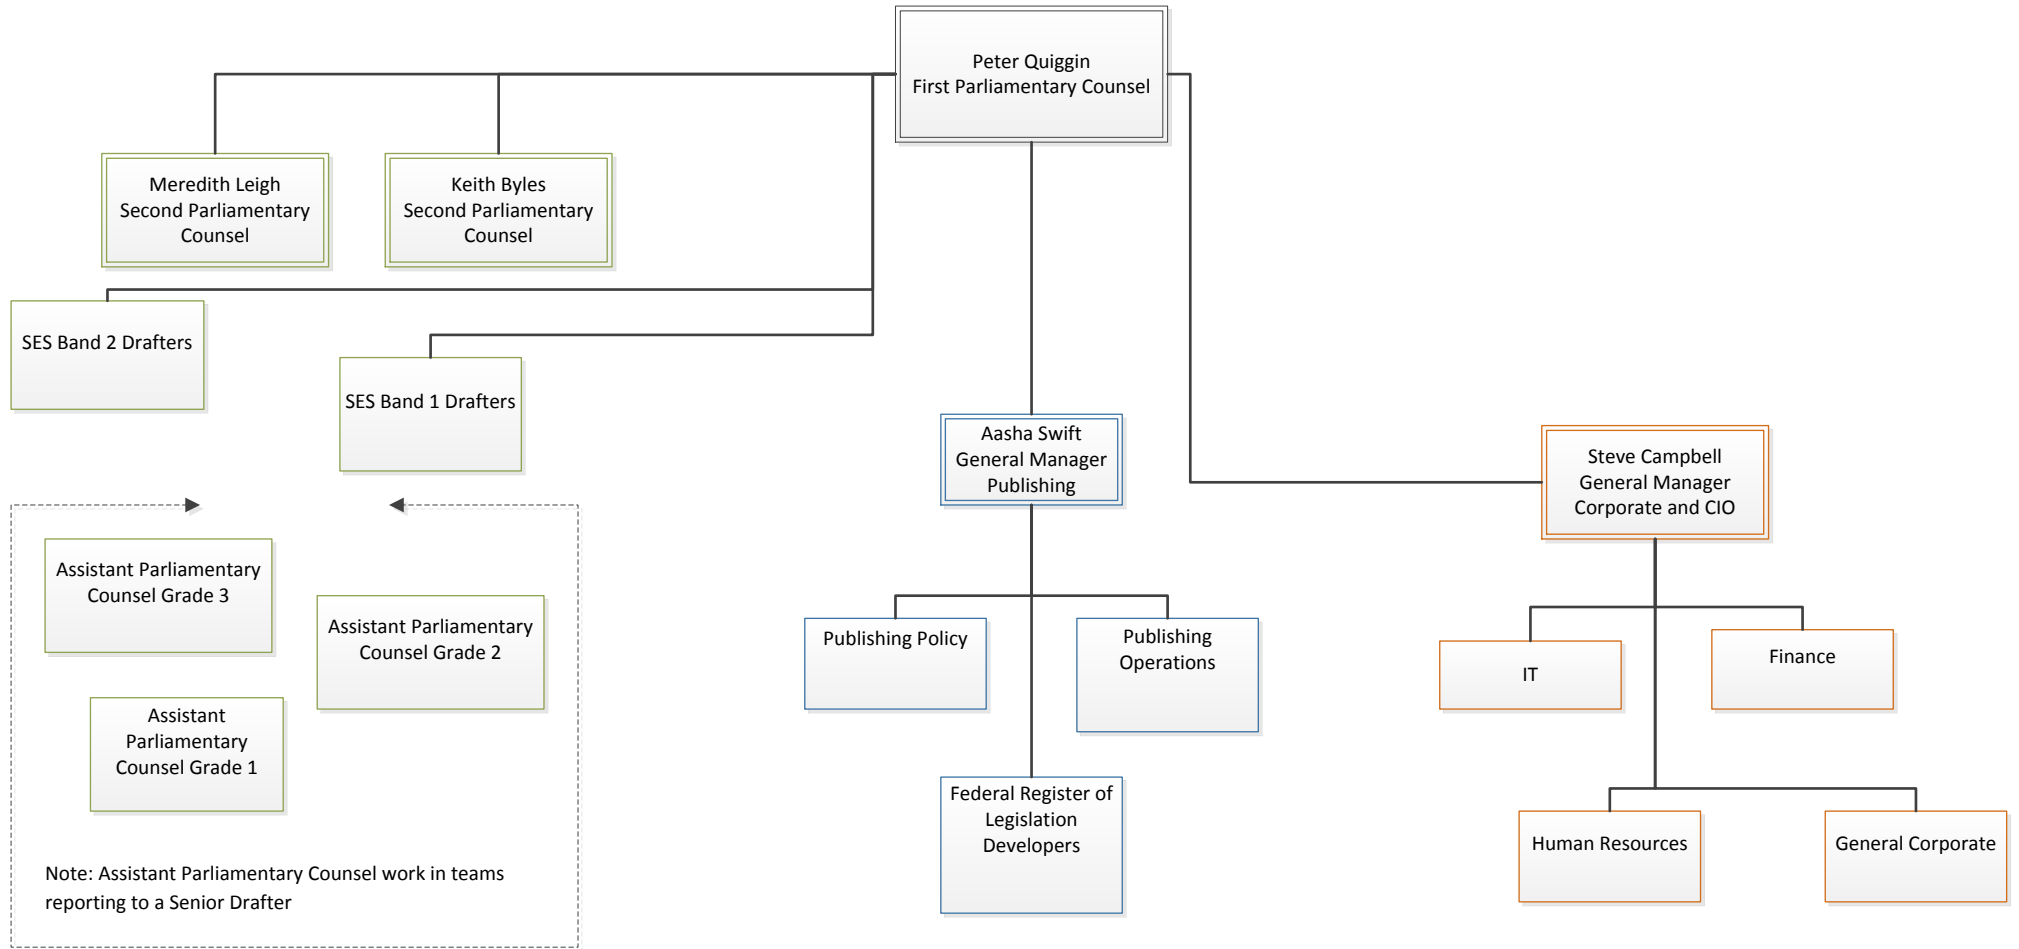 Peter Quiggin
First Parliamentary Counsel
Meredith Leigh
Second Parliamentary
Counsel
Keith Byles
Second Parliamentary
Counsel
SES Band 2 Drafters
SES Band 1 Drafters
Aasha Swift
General Manager
Publishing
Steve Campbell
General Manager
Corporate and CIO
Assistant Parliamentary
Counsel Grade 3
Assistant Parliamentary
Counsel Grade 2
Assistant
Parliamentary
Counsel Grade 1
Note: Assistant Parliamentary Counsel work in teams
reporting to a Senior Drafter
Publishing Policy
Publishing
Operations
Federal Register of
Legislation
Developers
IT
Finance
Human Resources
General Corporate